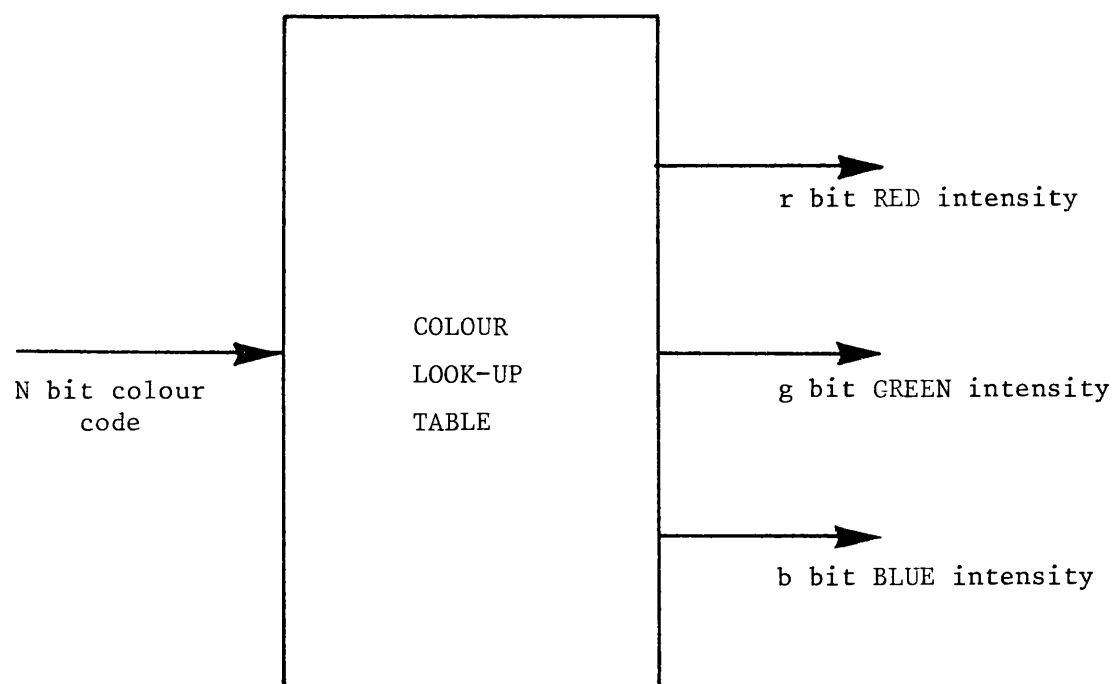 r bit RED intensity
COLOUR
LOOK-UP
TABLE
N bit colour
code
g bit GREEN intensity
b bit BLUE intensity